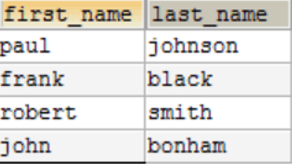 first_name last_name
paul johnson
frank black
robert smith
john bonham